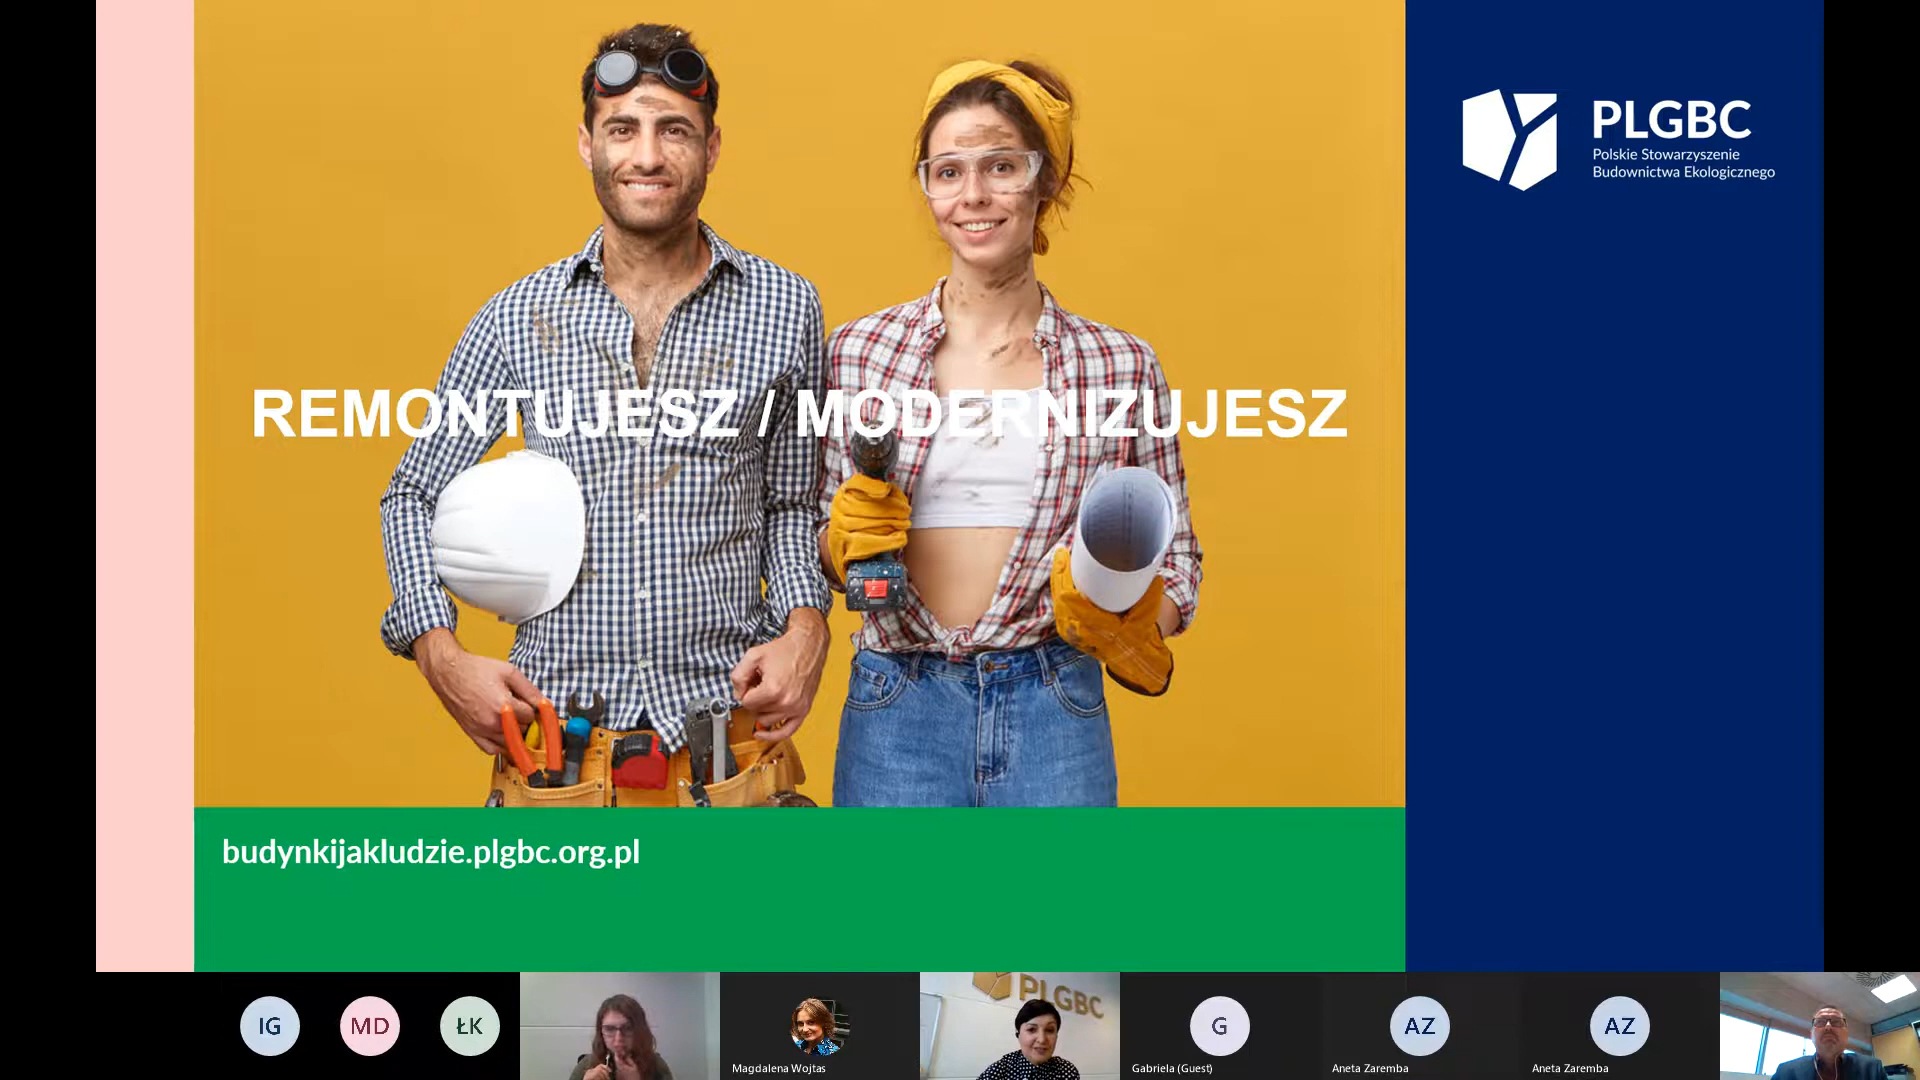 PLGBC
Polskie Stowarzyszenie
Budownictwa Ekologicznego
REMONTUJESZ / MODERNIZUJESZ
budynkijakludzie.plgbc.org.pl
IG
MD
ŁK
Magdalena Wojtas
PLGBC
G
Gabriela (Guest)
AZ
Aneta Zaremba
AZ
Aneta Zaremba